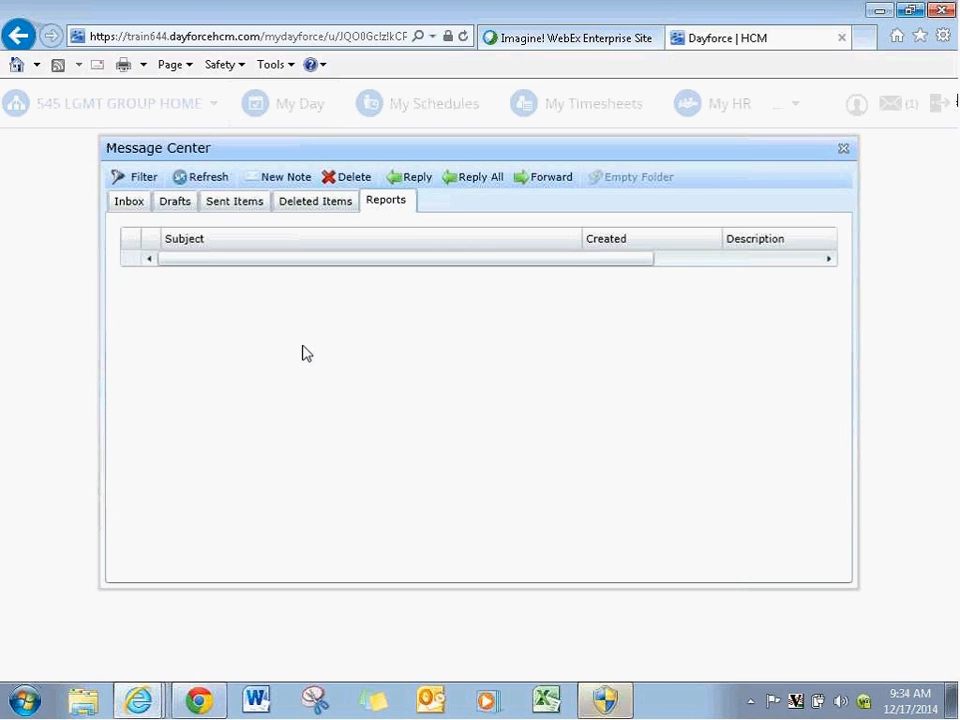 https://train644.dayforcehcm.com/mydayforce/u/JQO0Gc!z!kCF
Imagine! WebEx Enterprise Site
Dayforce | HCM
Page
Safety
Tools
545 LGMT GROUP HOME
My Day
My Schedules
My Timesheets
My HR
...
(1)
Message Center
Filter
Refresh
New Note
Delete
Reply
Reply All
Forward
Empty Folder
Inbox
Drafts
Sent Items
Deleted Items
Reports
Subject
Created
Description
9:34 AM
12/17/2014